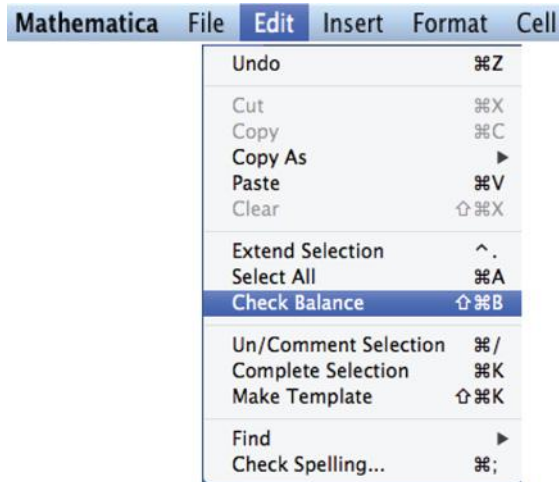 Mathematica File Edit Insert Format Cell
Undo ⌘Z
Cut ⌘X
Copy ⌘C
Copy As ▶
Paste ⌘V
Clear ⇧⌘X
Extend Selection ^.
Select All ⌘A
Check Balance ⇧⌘B
Un/Comment Selection ⌘/
Complete Selection ⌘K
Make Template ⇧⌘K
Find ▶
Check Spelling... ⌘;